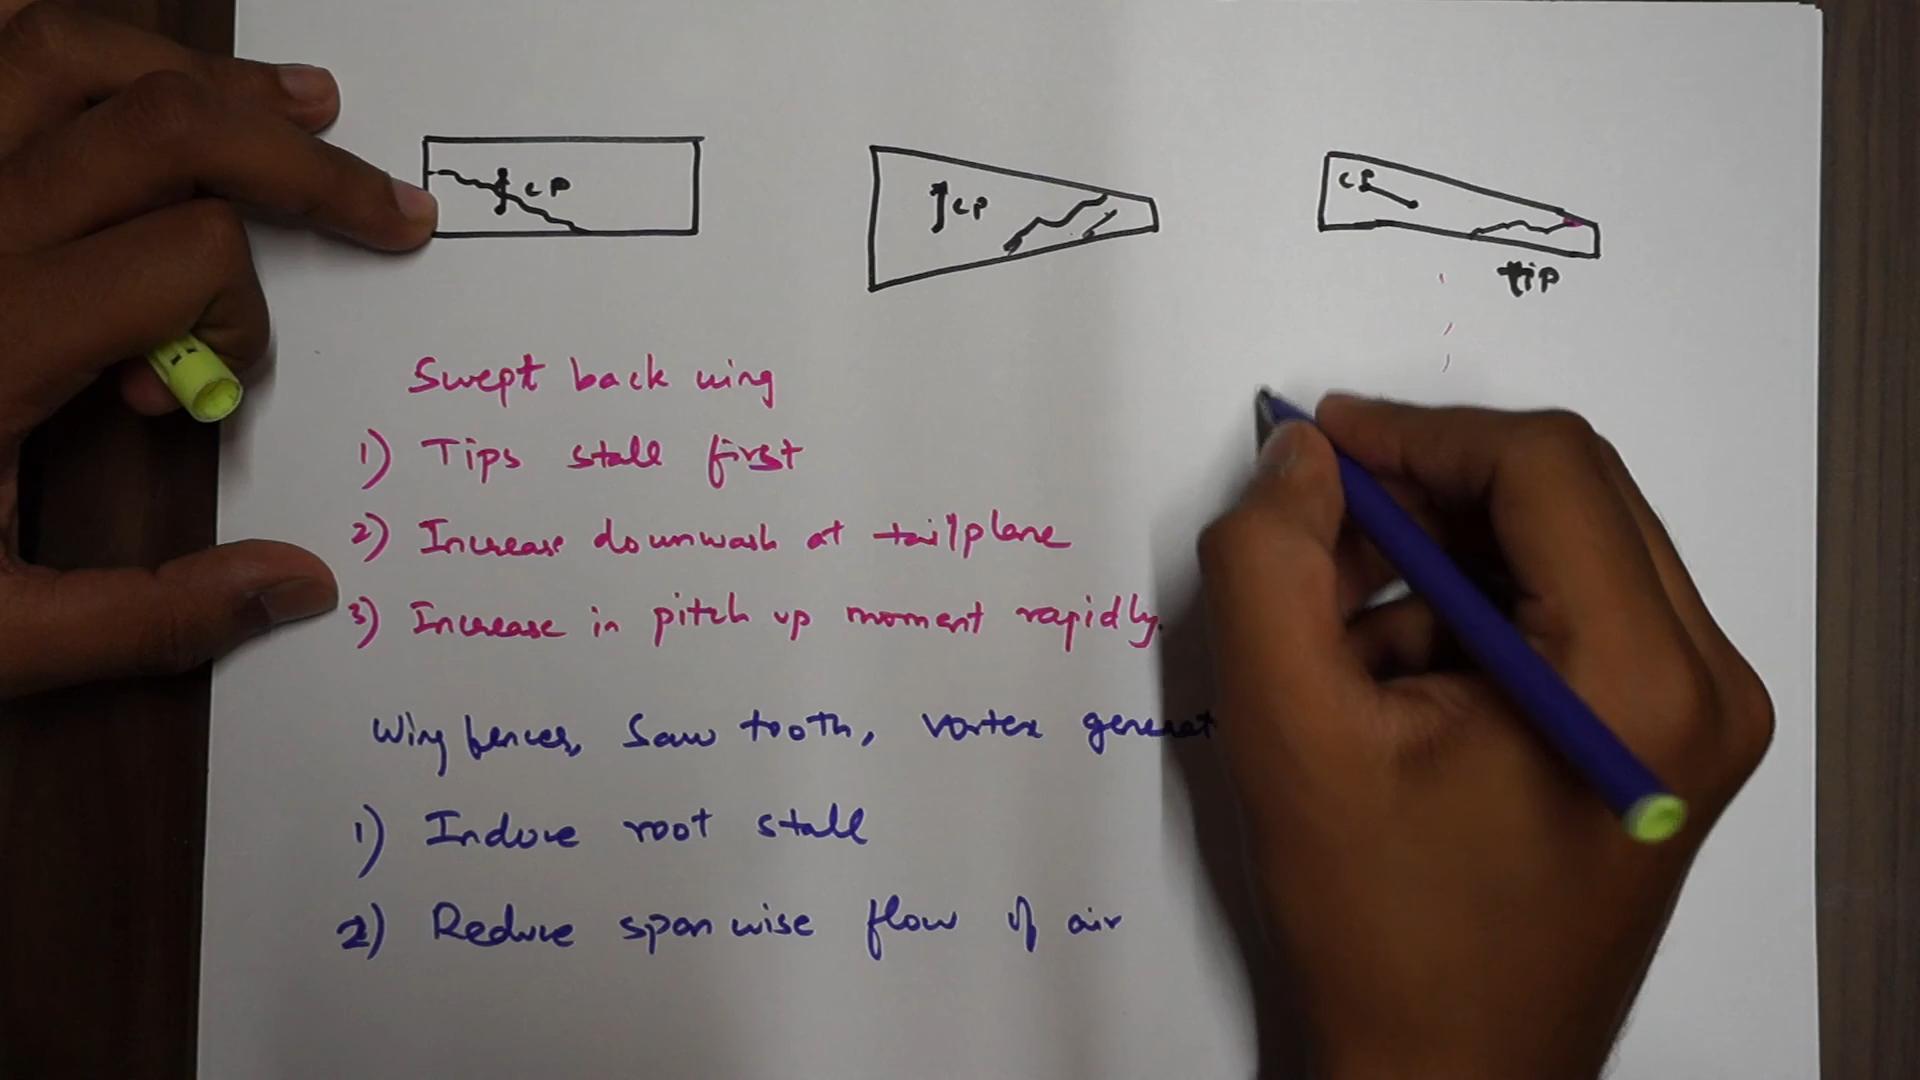 CP
CP
CP
tip
Swept back wing
1) Tips stall first
2) Increase downwash at tailplane
3) Increase in pitch up moment rapidly.
Wing fences, Saw tooth, vortex generat
1) Induce root stall
2) Reduce span wise flow of air